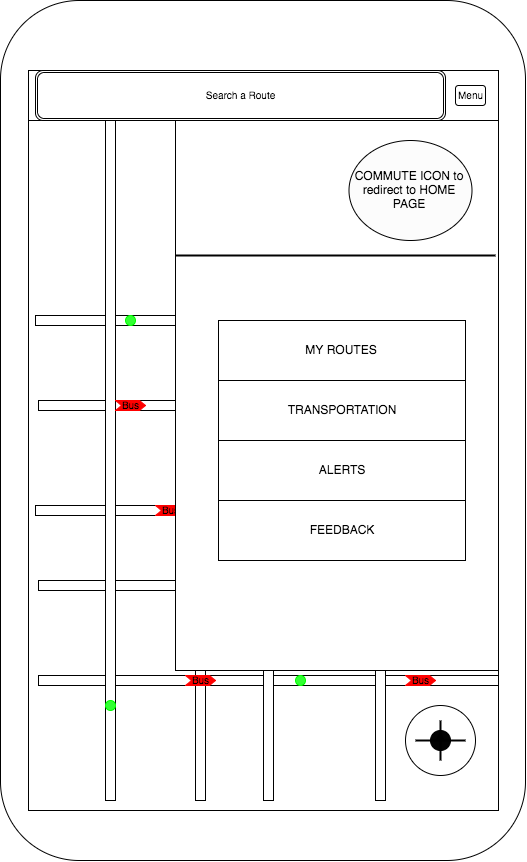 Search a Route
Menu
COMMUTE ICON to
redirect to HOME
PAGE
MY ROUTES
Bus
TRANSPORTATION
ALERTS
Bu
FEEDBACK
Bus
Bus